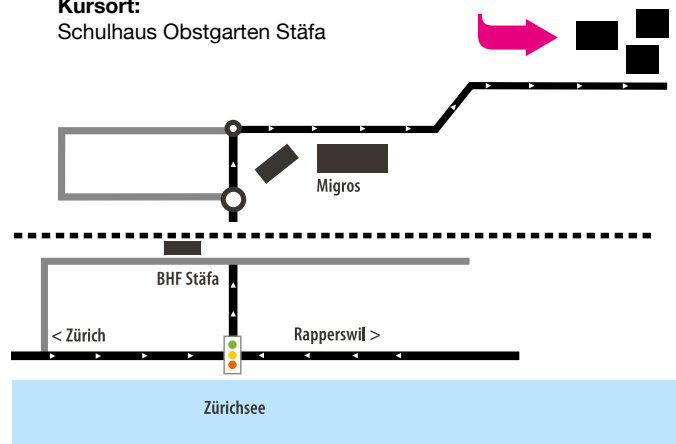 Kursort:
Schulhaus Obstgarten Stäfa
Migros
BHF Stäfa
< Zürich
Rapperswil >
Zürichsee